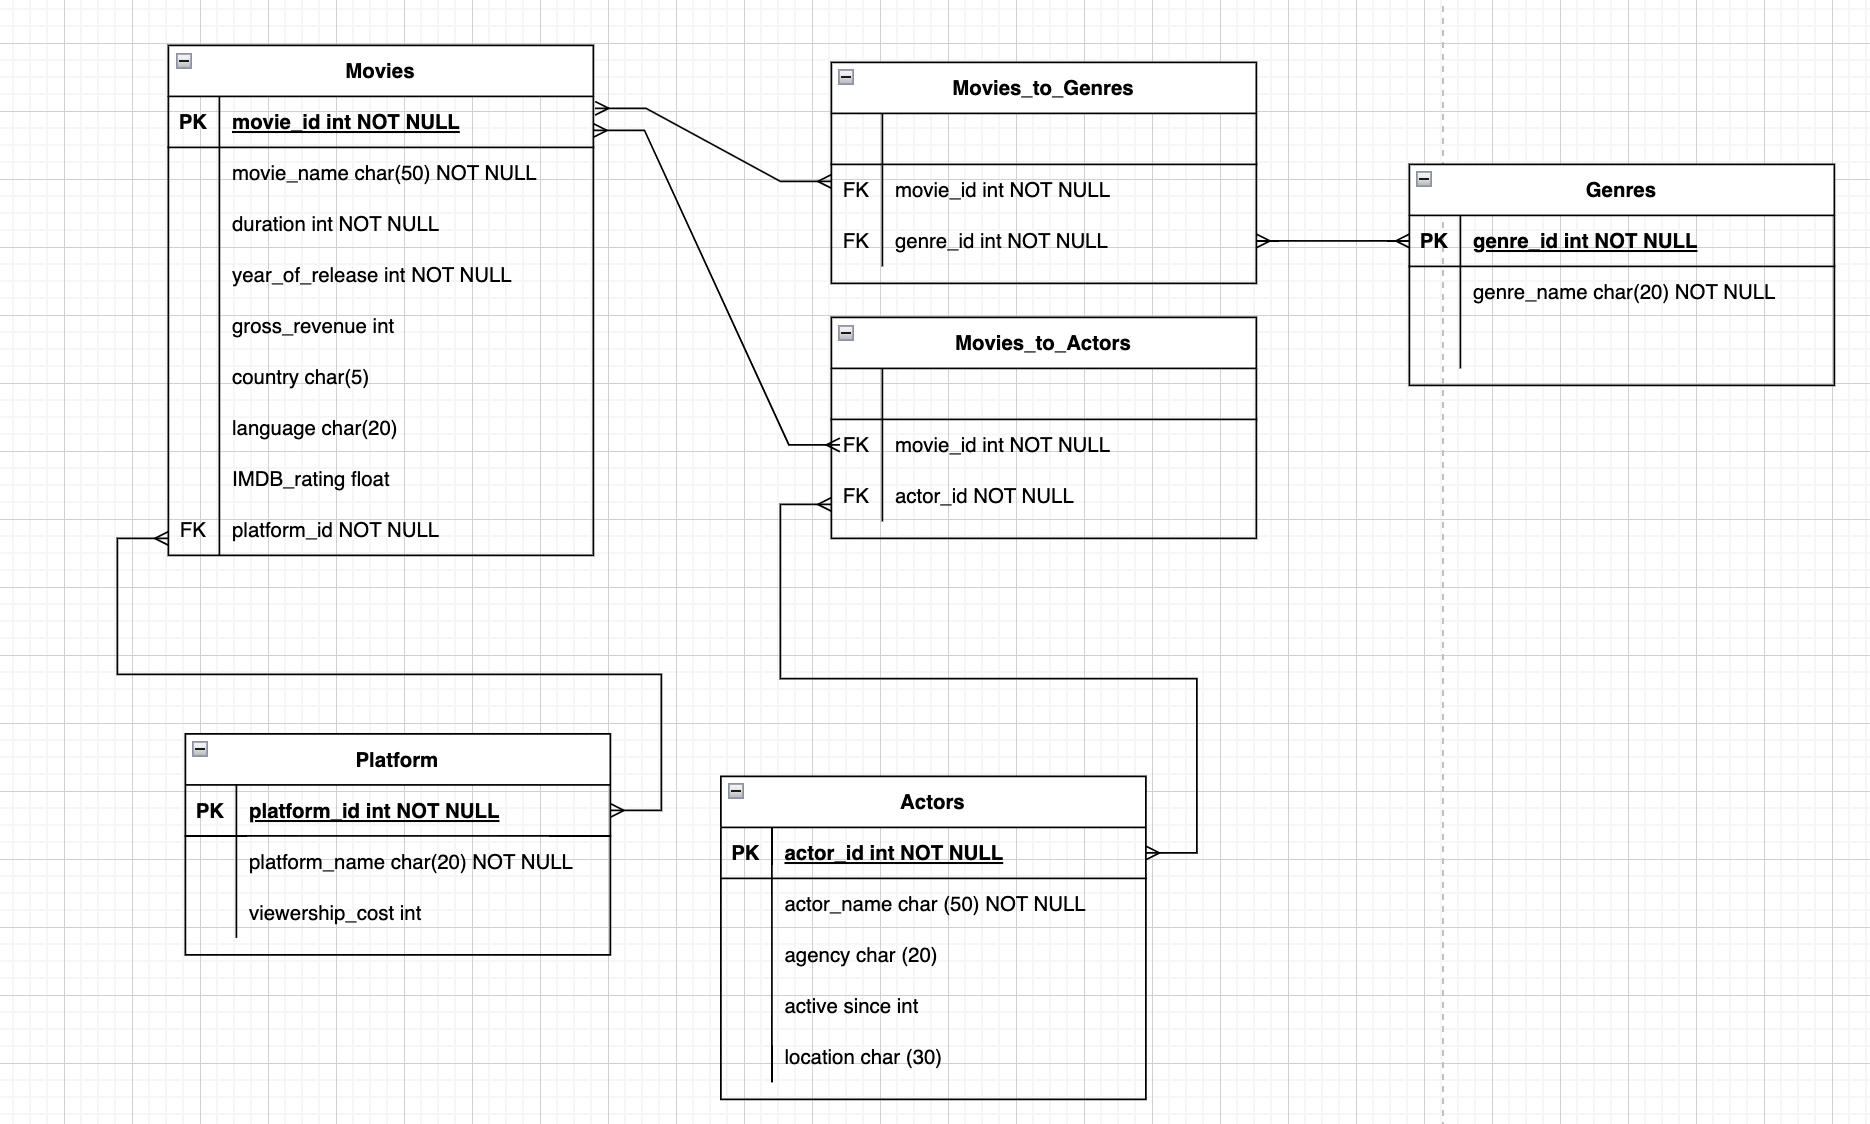 Movies
PK movie_id int NOT NULL
movie_name char(50) NOT NULL
duration int NOT NULL
year_of_release int NOT NULL
gross_revenue int
country char(5)
language char(20)
IMDB_rating float
FK platform_id NOT NULL
Movies_to_Genres
FK movie_id int NOT NULL
FK genre_id int NOT NULL
Genres
PK genre_id int NOT NULL
genre_name char(20) NOT NULL
Movies_to_Actors
FK movie_id int NOT NULL
FK actor_id NOT NULL
Platform
PK platform_id int NOT NULL
platform_name char(20) NOT NULL
viewership_cost int
Actors
PK actor_id int NOT NULL
actor_name char (50) NOT NULL
agency char (20)
active since int
location char (30)